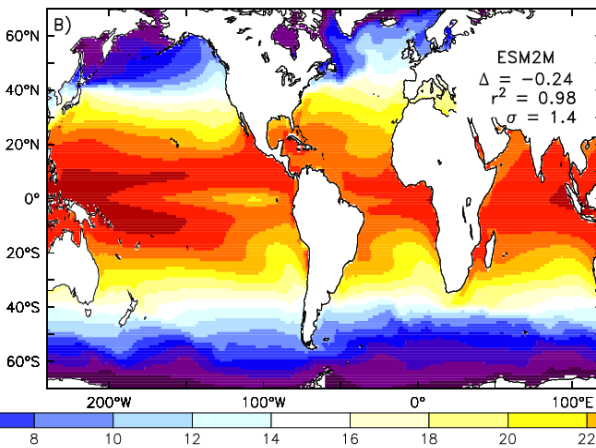 B)
ESM2M
Δ = −0.24
r² = 0.98
σ = 1.4
60°N
40°N
20°N
0°
20°S
40°S
60°S
200°W 100°W 0° 100°E
8 10 12 14 16 18 20 22